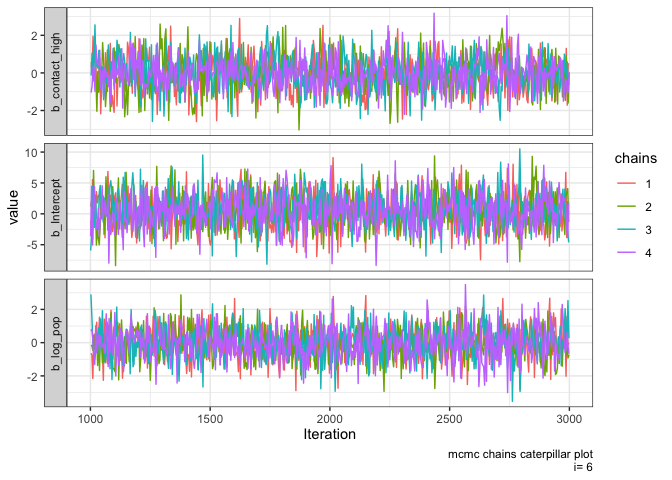 b_contact_high
2
0
-2
b_Intercept
10
5
0
-5
b_log_pop
2
0
-2
value
1000
1500
2000
2500
3000
Iteration
chains
1
2
3
4
mcmc chains caterpillar plot
i= 6